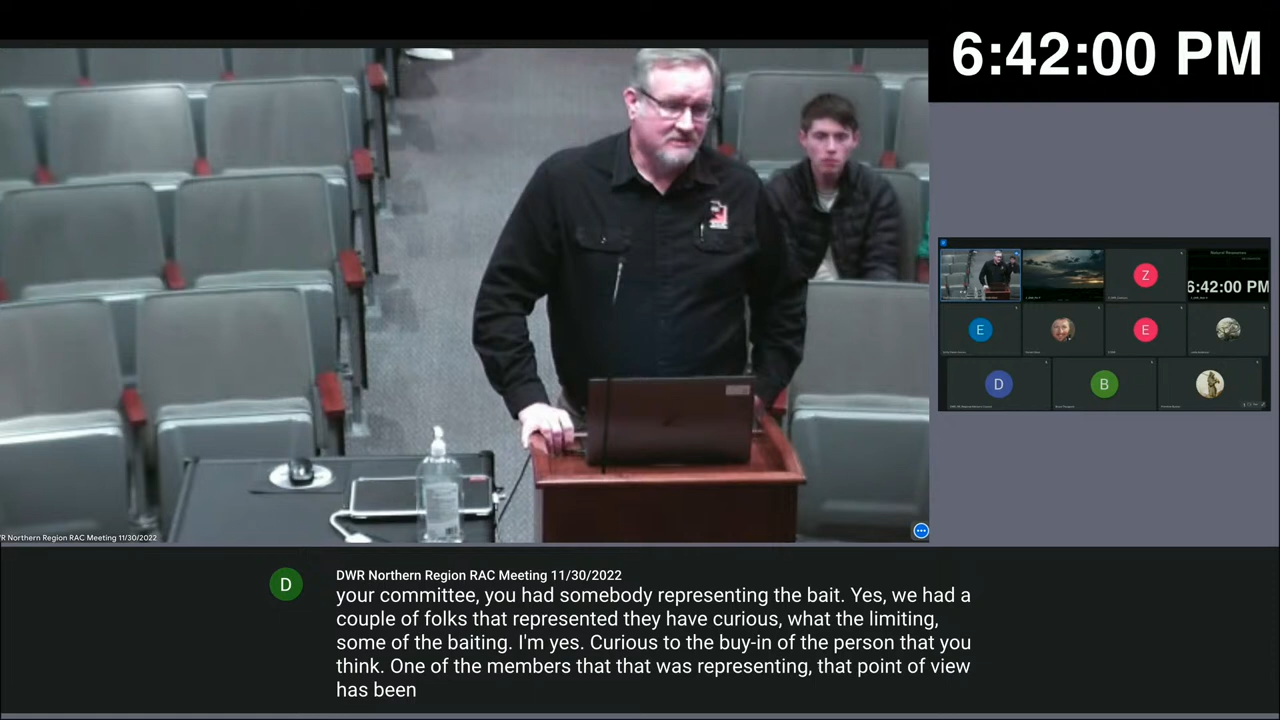 6:42:00 PM
Natural Resources
6:42:00 PM
Z
E
E
D
B
R Northern Region RAC Meeting 11/30/2022
D
DWR Northern Region RAC Meeting 11/30/2022
your committee, you had somebody representing the bait. Yes, we had a
couple of folks that represented they have curious, what the limiting,
some of the baiting. I'm yes. Curious to the buy-in of the person that you
think. One of the members that that was representing, that point of view
has been